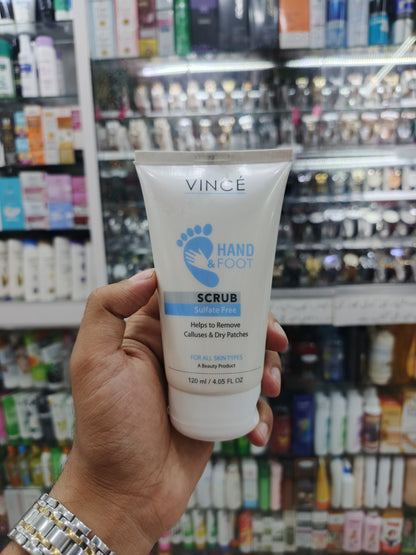 VINCÉ
HAND
& FOOT
SCRUB
Sulfate Free
Helps to Remove
Calluses & Dry Patches
FOR ALL SKIN TYPES
A Beauty Product
120 ml / 4.05 FL OZ